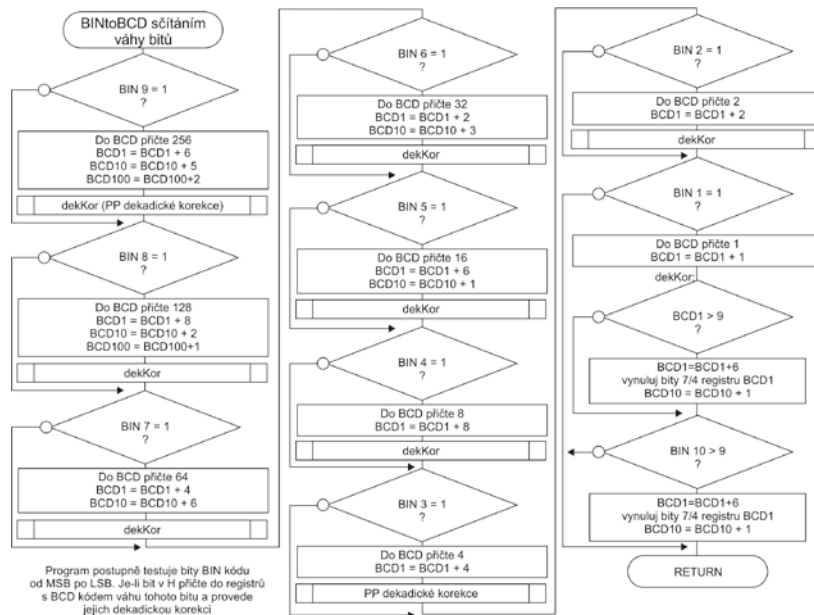 BINtoBCD sčítáním
váhy bitů
BIN 9 = 1
?
Do BCD přičte 256
BCD1 = BCD1 + 6
BCD10 = BCD10 + 5
BCD100 = BCD100+2
dekKor (PP dekadické korekce)
BIN 8 = 1
?
Do BCD přičte 128
BCD1 = BCD1 + 8
BCD10 = BCD10 + 2
BCD100 = BCD100+1
dekKor
BIN 7 = 1
?
Do BCD přičte 64
BCD1 = BCD1 + 4
BCD10 = BCD10 + 6
dekKor
Program postupně testuje bity BIN kódu
od MSB po LSB. Je-li bit v H přičte do registrů
s BCD kódem váhu tohoto bitu a provede
jejich dekadickou korekci
BIN 6 = 1
?
Do BCD přičte 32
BCD1 = BCD1 + 2
BCD10 = BCD10 + 3
dekKor
BIN 5 = 1
?
Do BCD přičte 16
BCD1 = BCD1 + 6
BCD10 = BCD10 + 1
dekKor
BIN 4 = 1
?
Do BCD přičte 8
BCD1 = BCD1 + 8
dekKor
BIN 3 = 1
?
Do BCD přičte 4
BCD1 = BCD1 + 4
PP dekadické korekce
BIN 2 = 1
?
Do BCD přičte 2
BCD1 = BCD1 + 2
dekKor
BIN 1 = 1
?
Do BCD přičte 1
BCD1 = BCD1 + 1
dekKor:
BCD1 > 9
?
BCD1=BCD1+6
vynuluj bity 7/4 registru BCD1
BCD10 = BCD10 + 1
BIN 10 > 9
?
BCD1=BCD1+6
vynuluj bity 7/4 registru BCD1
BCD10 = BCD10 + 1
RETURN